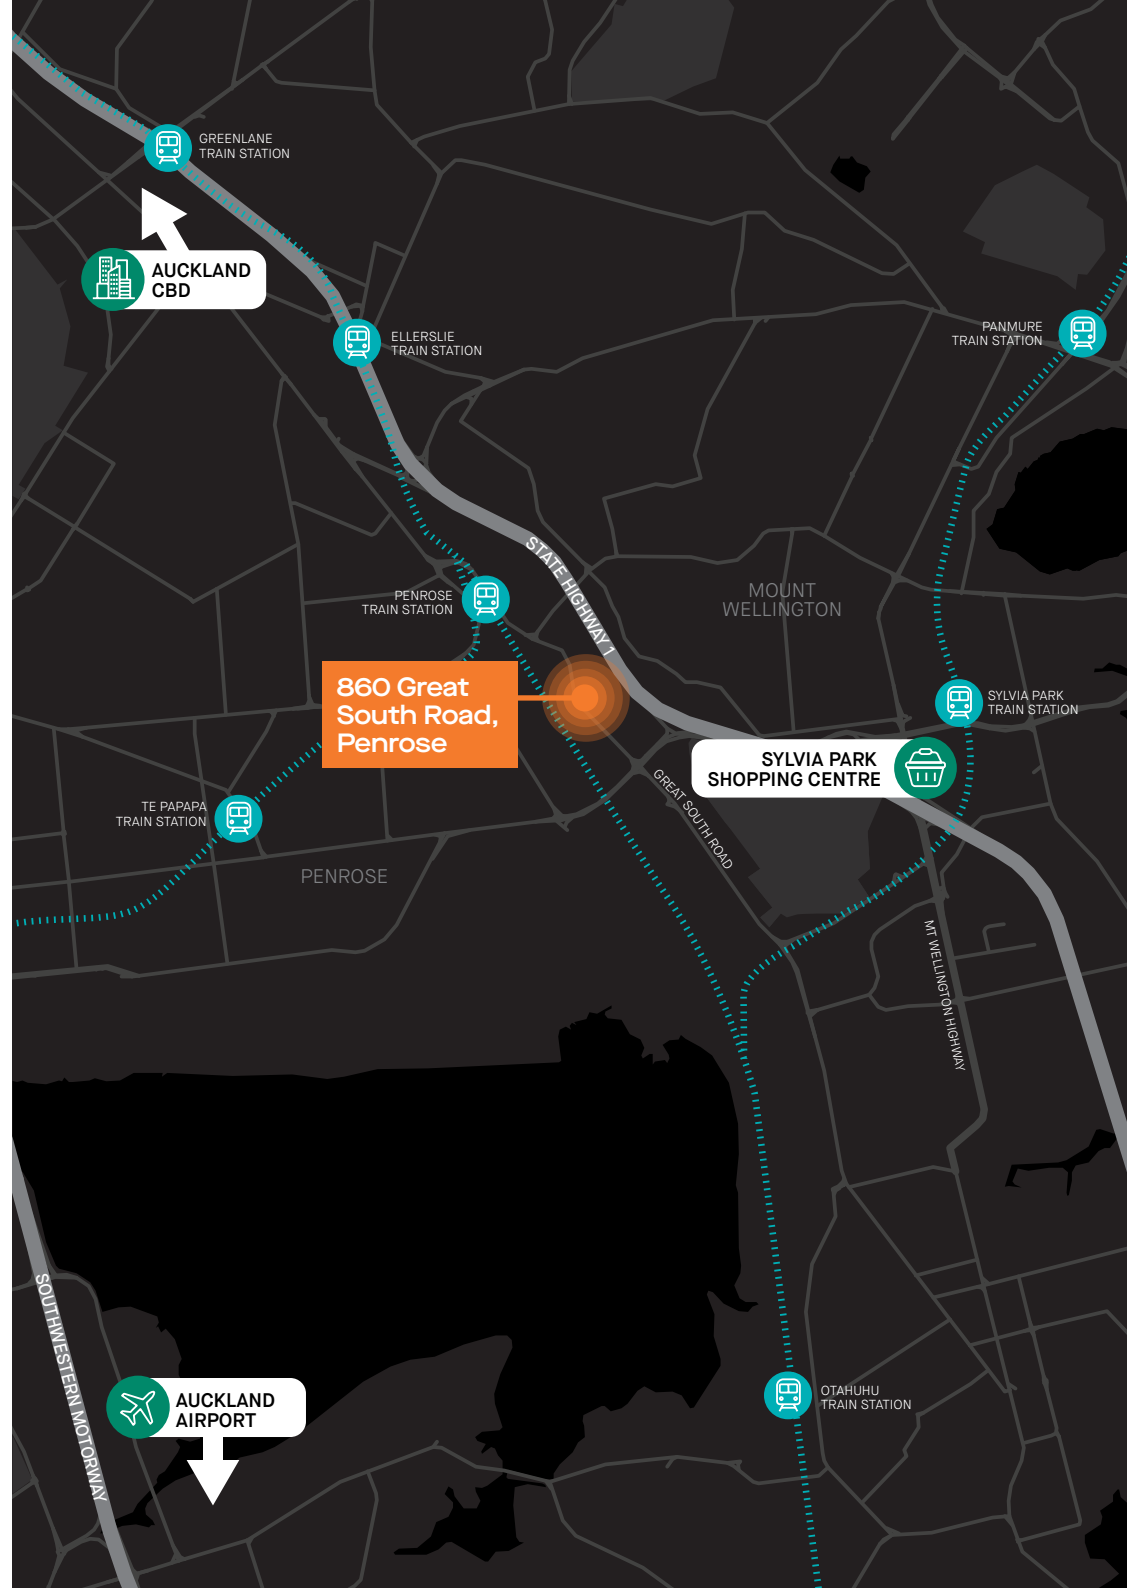 GREENLANE
TRAIN STATION
AUCKLAND
CBD
ELLERSLIE
TRAIN STATION
PANMURE
TRAIN STATION
STATE HIGHWAY 1
MOUNT
WELLINGTON
PENROSE
TRAIN STATION
860 Great
South Road,
Penrose
SYLVIA PARK
TRAIN STATION
SYLVIA PARK
SHOPPING CENTRE
GREAT SOUTH ROAD
TE PAPAPA
TRAIN STATION
PENROSE
MT WELLINGTON HIGHWAY
SOUTHWESTERN MOTORWAY
AUCKLAND
AIRPORT
OTAHUHU
TRAIN STATION